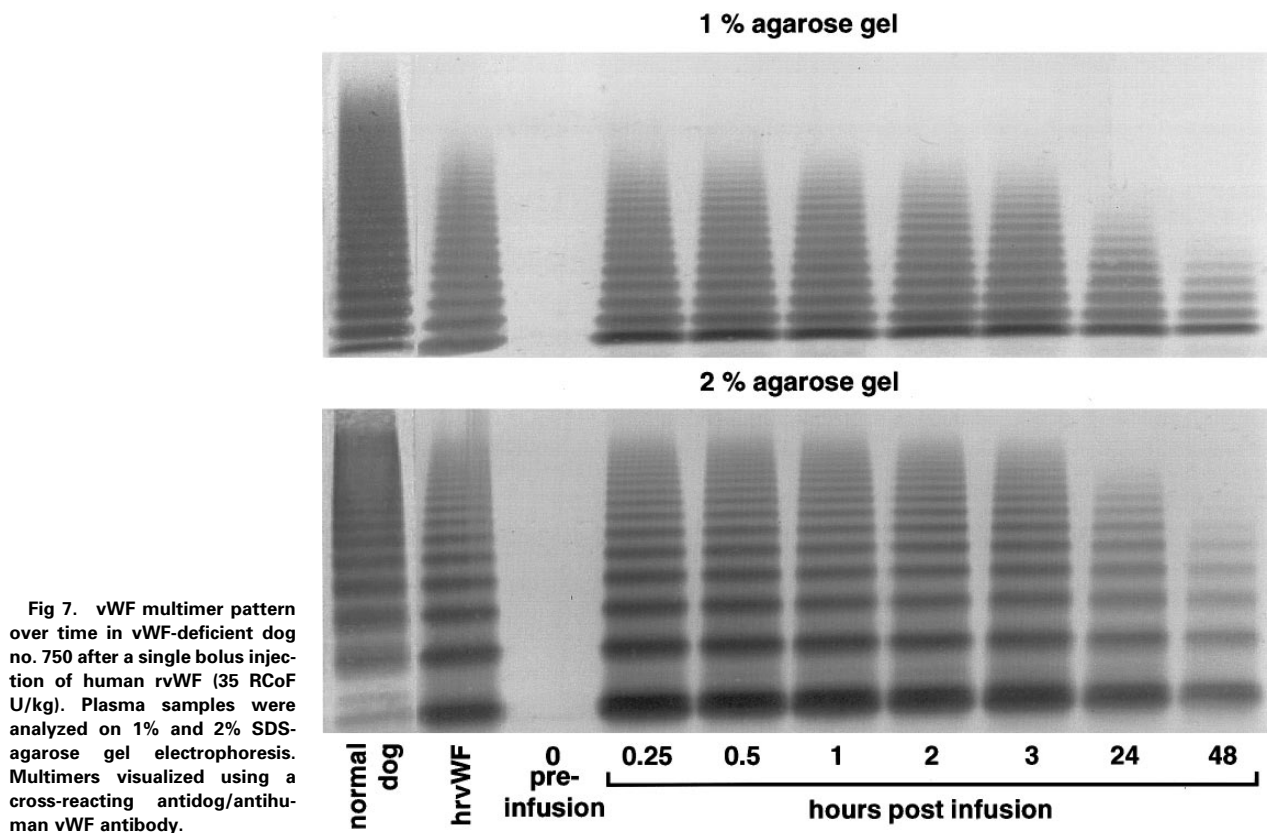 1 % agarose gel
2 % agarose gel
Fig 7. vWF multimer pattern
over time in vWF-deficient dog
no. 750 after a single bolus injec-
tion of human rvWF (35 RCoF
U/kg). Plasma samples were
analyzed on 1% and 2% SDS-
agarose gel electrophoresis.
Multimers visualized using a
cross-reacting antidog/antihu-
man vWF antibody.
normal
dog
hrvWF
0
pre-
infusion
0.25 0.5 1 2 3 24 48
hours post infusion